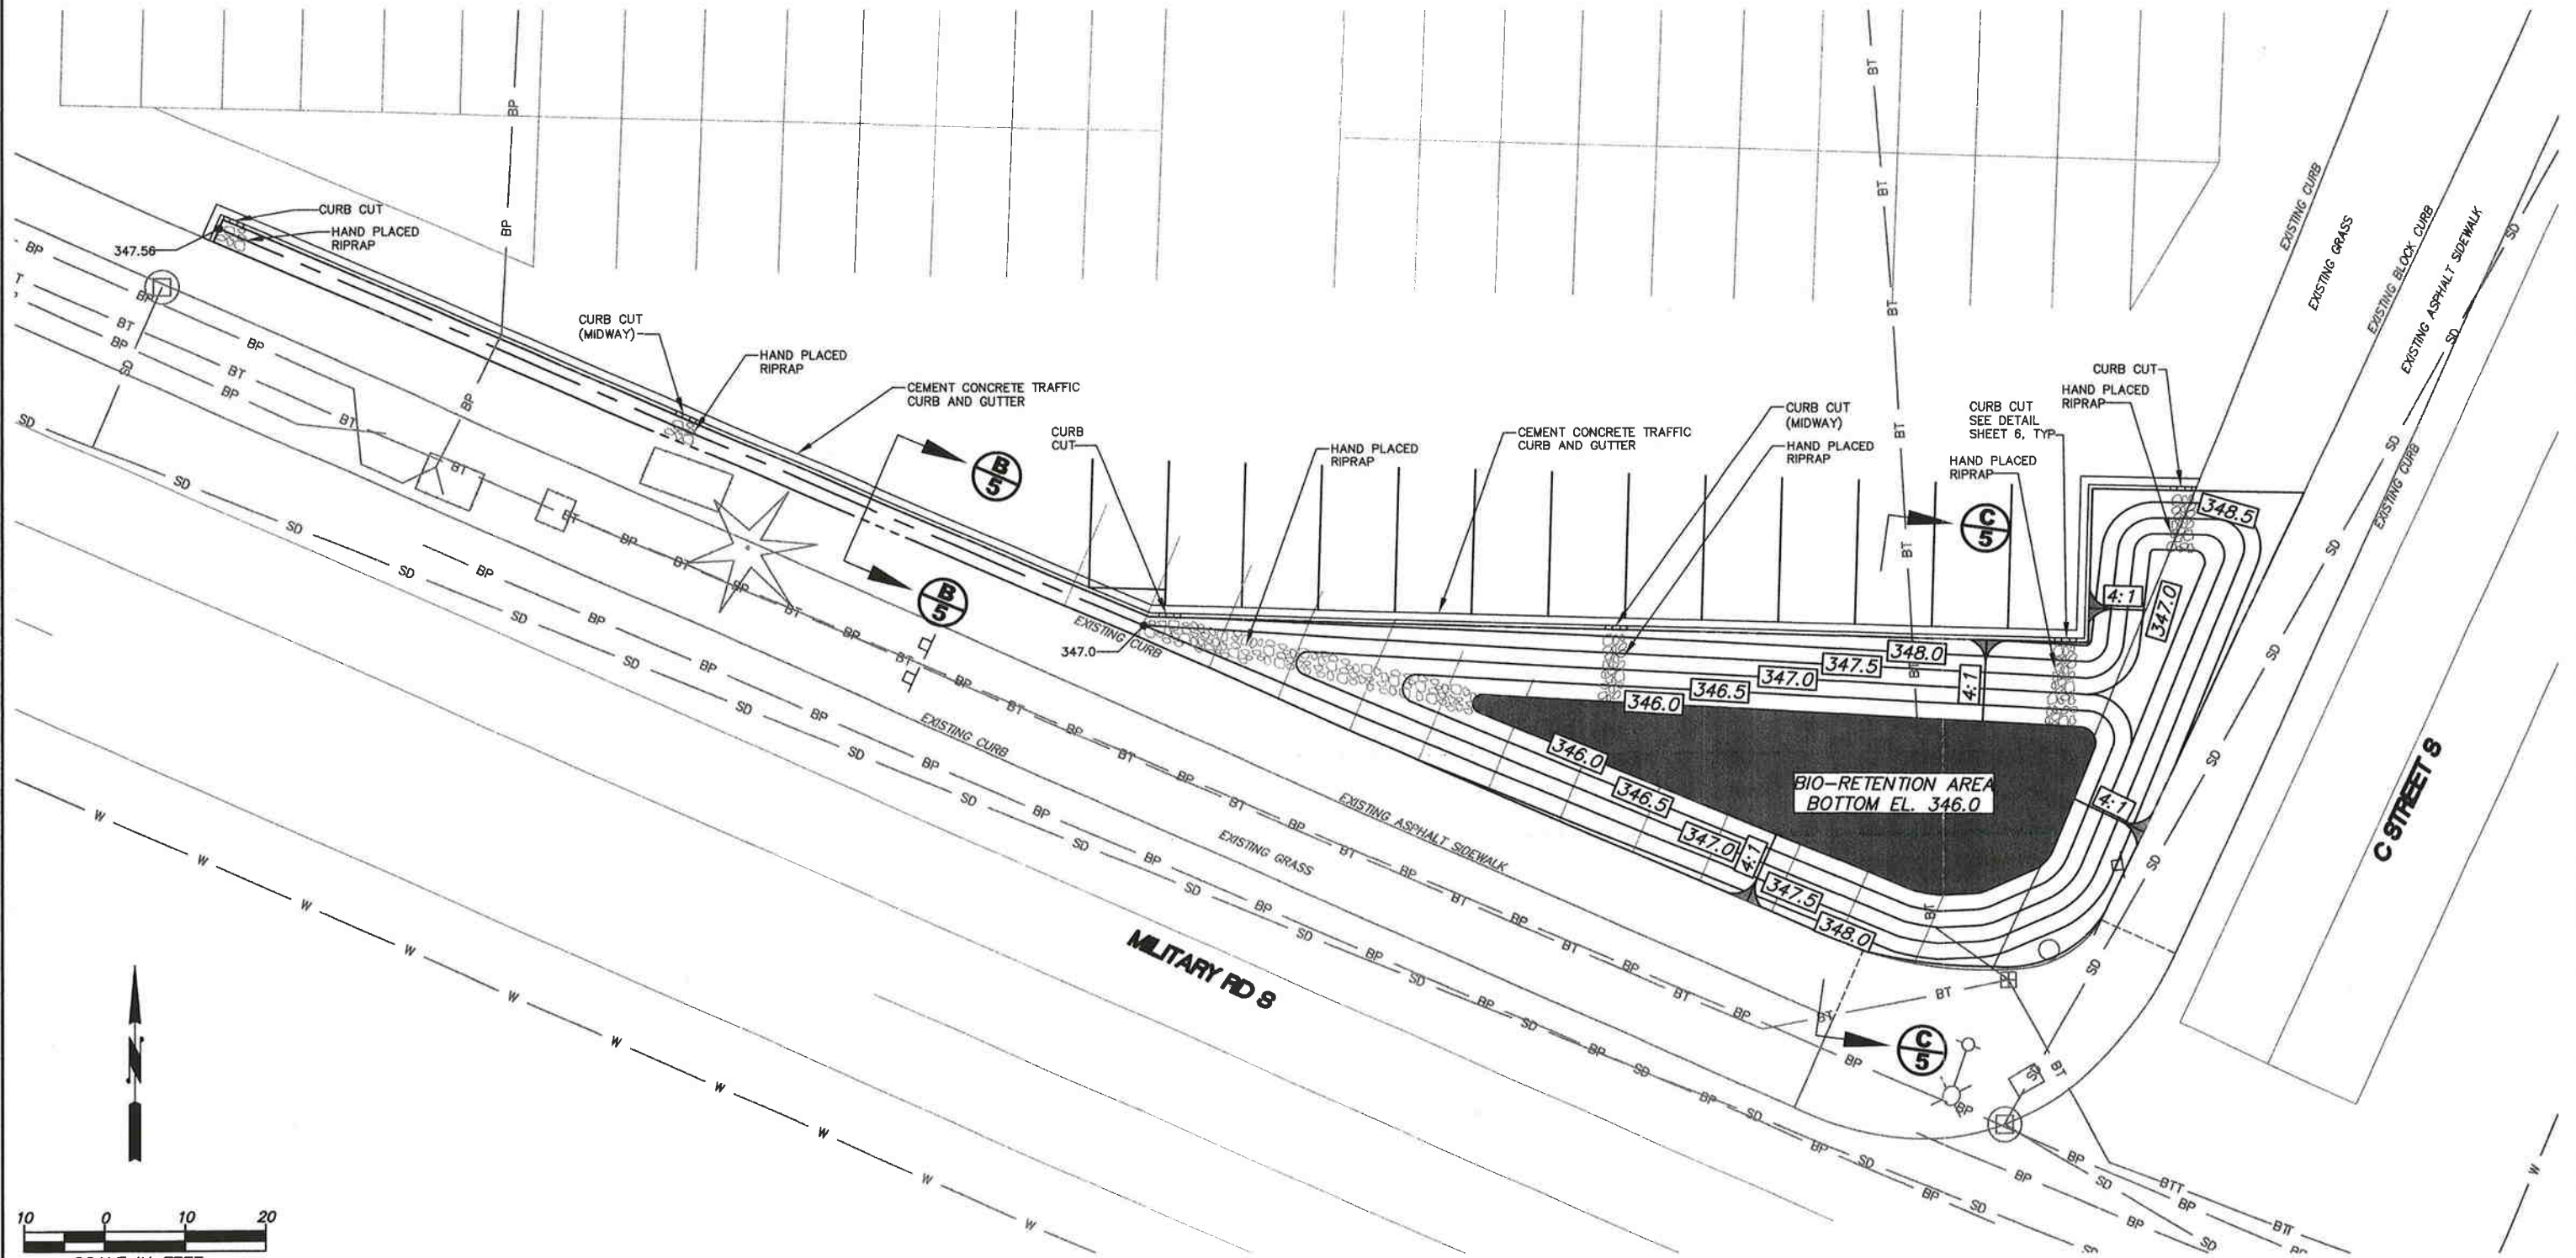 CURB CUT
HAND PLACED
RIPRAP
347.56
CURB CUT
(MIDWAY)
HAND PLACED
RIPRAP
CEMENT CONCRETE TRAFFIC
CURB AND GUTTER
B
5
B
5
CURB
CUT
HAND PLACED
RIPRAP
CEMENT CONCRETE TRAFFIC
CURB AND GUTTER
CURB CUT
(MIDWAY)
HAND PLACED
RIPRAP
C
5
CURB CUT
SEE DETAIL
SHEET 6, TYP
HAND PLACED
RIPRAP
CURB CUT
HAND PLACED
RIPRAP
348.5
4:1
347.0
EXISTING CURB
EXISTING GRASS
EXISTING BLOCK CURB
EXISTING ASPHALT SIDEWALK
EXISTING CURB
347.0
EXISTING CURB
348.0
347.5
347.0
346.5
346.0
4:1
346.0
346.5
347.0
4:1
347.5
348.0
BIO-RETENTION AREA
BOTTOM EL. 346.0
4:1
C STREET S
EXISTING CURB
EXISTING ASPHALT SIDEWALK
EXISTING GRASS
MILITARY RD S
C
5
N
BP
BT
SD
W
BTT
10 0 10 20